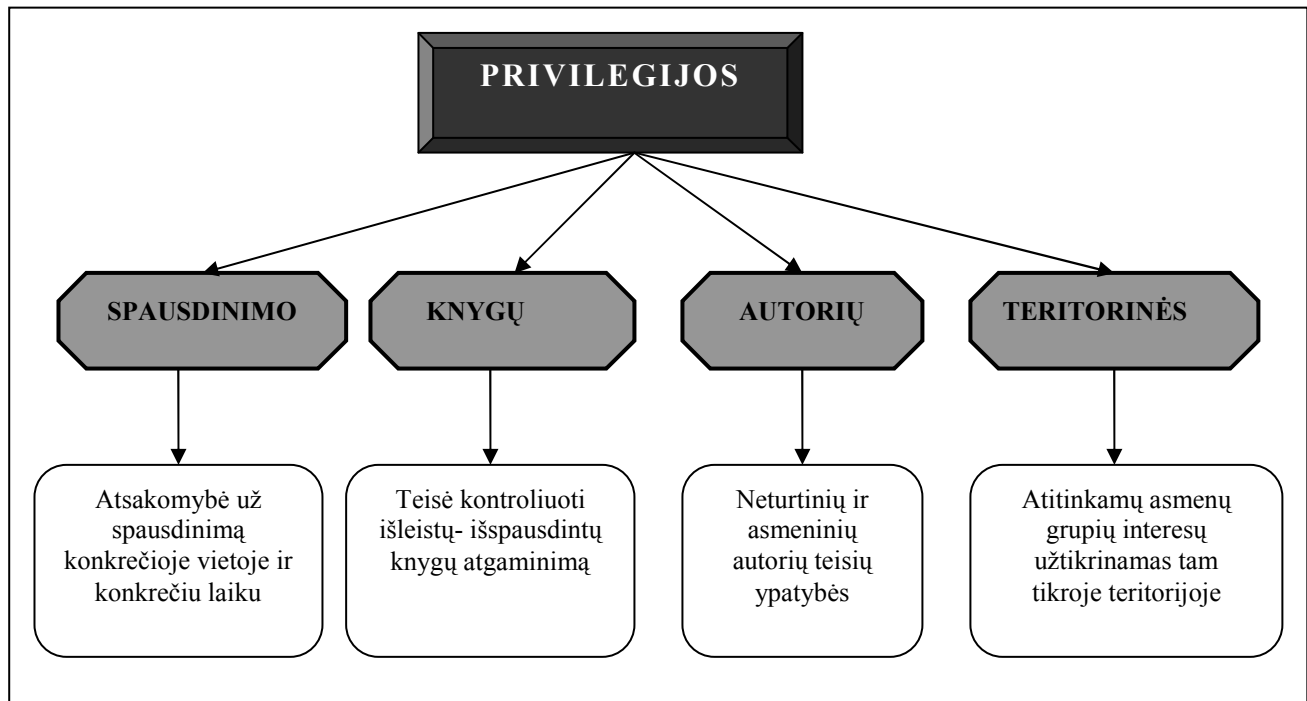 PRIVILEGIJOS
SPAUSDINIMO
KNYGŲ
AUTORIŲ
TERITORINĖS
Atsakomybė už
spausdinimą
konkrečioje vietoje ir
konkrečiu laiku
Teisė kontroliuoti
išleistų- išspausdintų
knygų atgaminimą
Neturtinių ir
asmeninių
autorių teisių
ypatybės
Atitinkamų asmenų
grupių interesų
užtikrinamas tam
tikroje teritorijoje